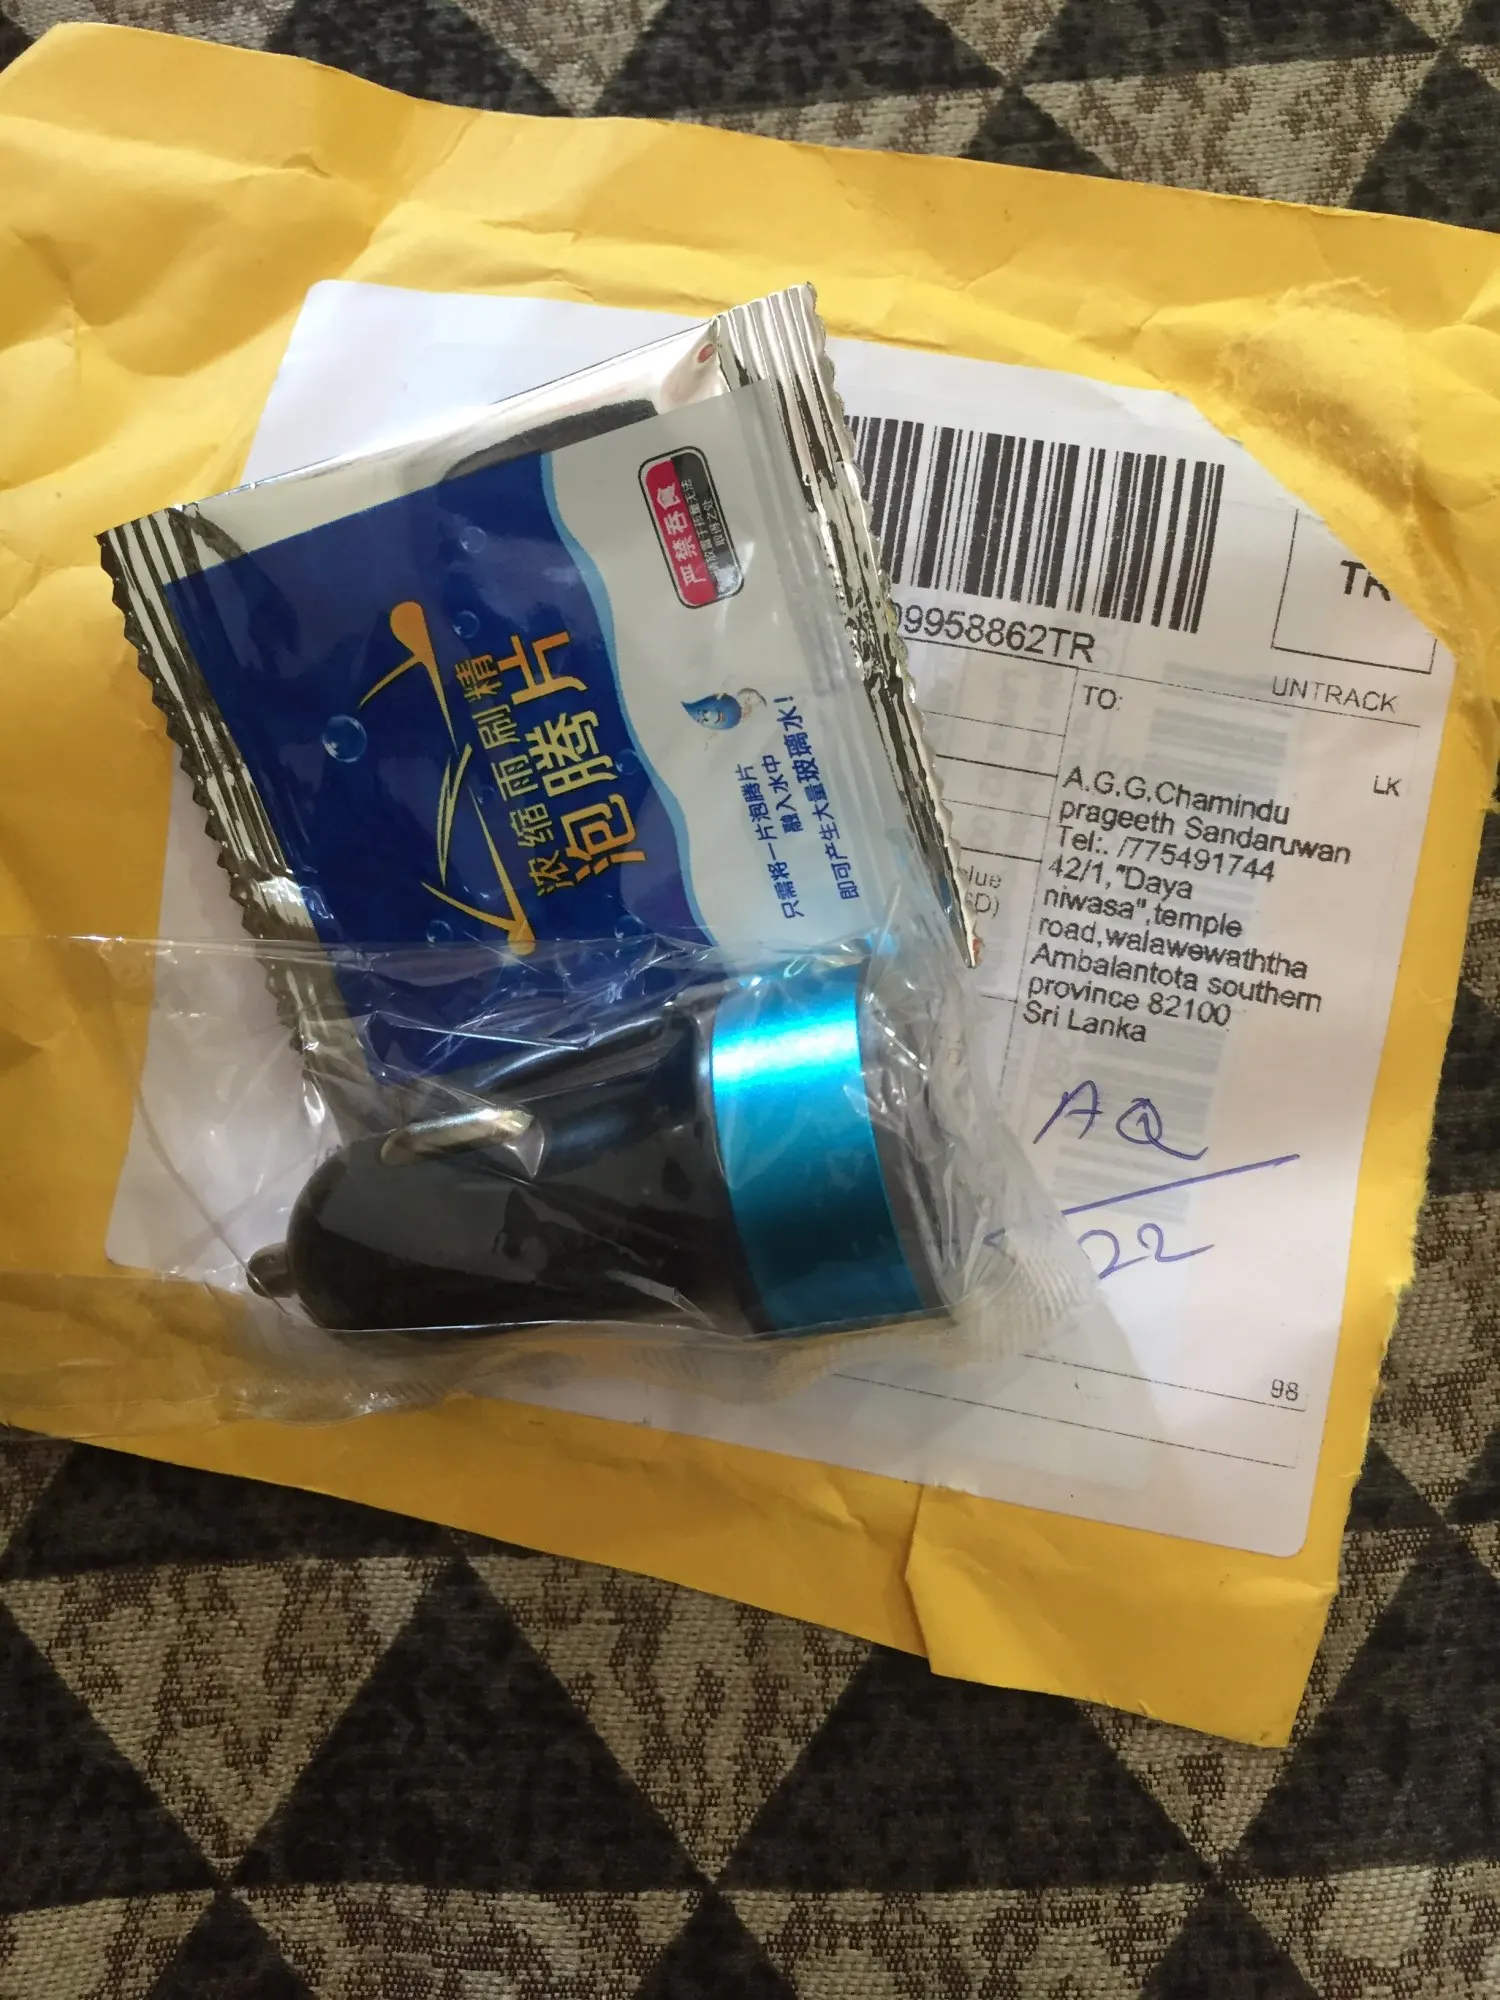 严禁吞食
浓缩雨刷精
泡腾片
只需将一片泡腾片
融入水中
即可产生大量玻璃水!
09958862TR
TR
UNTRACK
TO:
LK
A.G.G.Chamindu
prageeth Sandaruwan
Tel:. /775491744
42/1,"Daya
niwasa",temple
road,walawewaththa
Ambalantota southern
province 82100
Sri Lanka
AQ
22
98